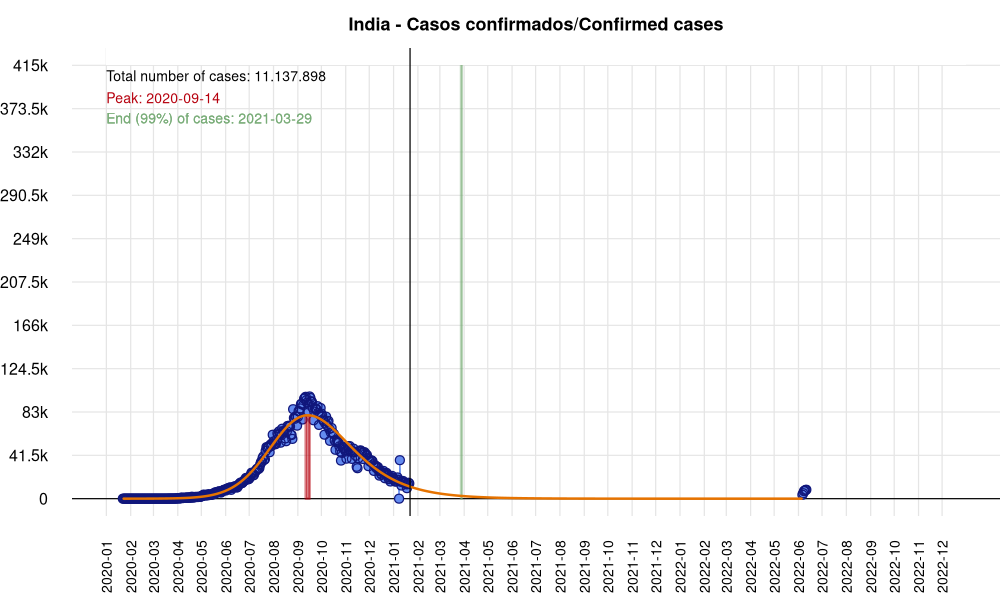 India - Casos confirmados/Confirmed cases
Total number of cases: 11.137.898
Peak: 2020-09-14
End (99%) of cases: 2021-03-29
415k
373.5k
332k
290.5k
249k
207.5k
166k
124.5k
83k
41.5k
0
2020-01
2020-02
2020-03
2020-04
2020-05
2020-06
2020-07
2020-08
2020-09
2020-10
2020-11
2020-12
2021-01
2021-02
2021-03
2021-04
2021-05
2021-06
2021-07
2021-08
2021-09
2021-10
2021-11
2021-12
2022-01
2022-02
2022-03
2022-04
2022-05
2022-06
2022-07
2022-08
2022-09
2022-10
2022-11
2022-12